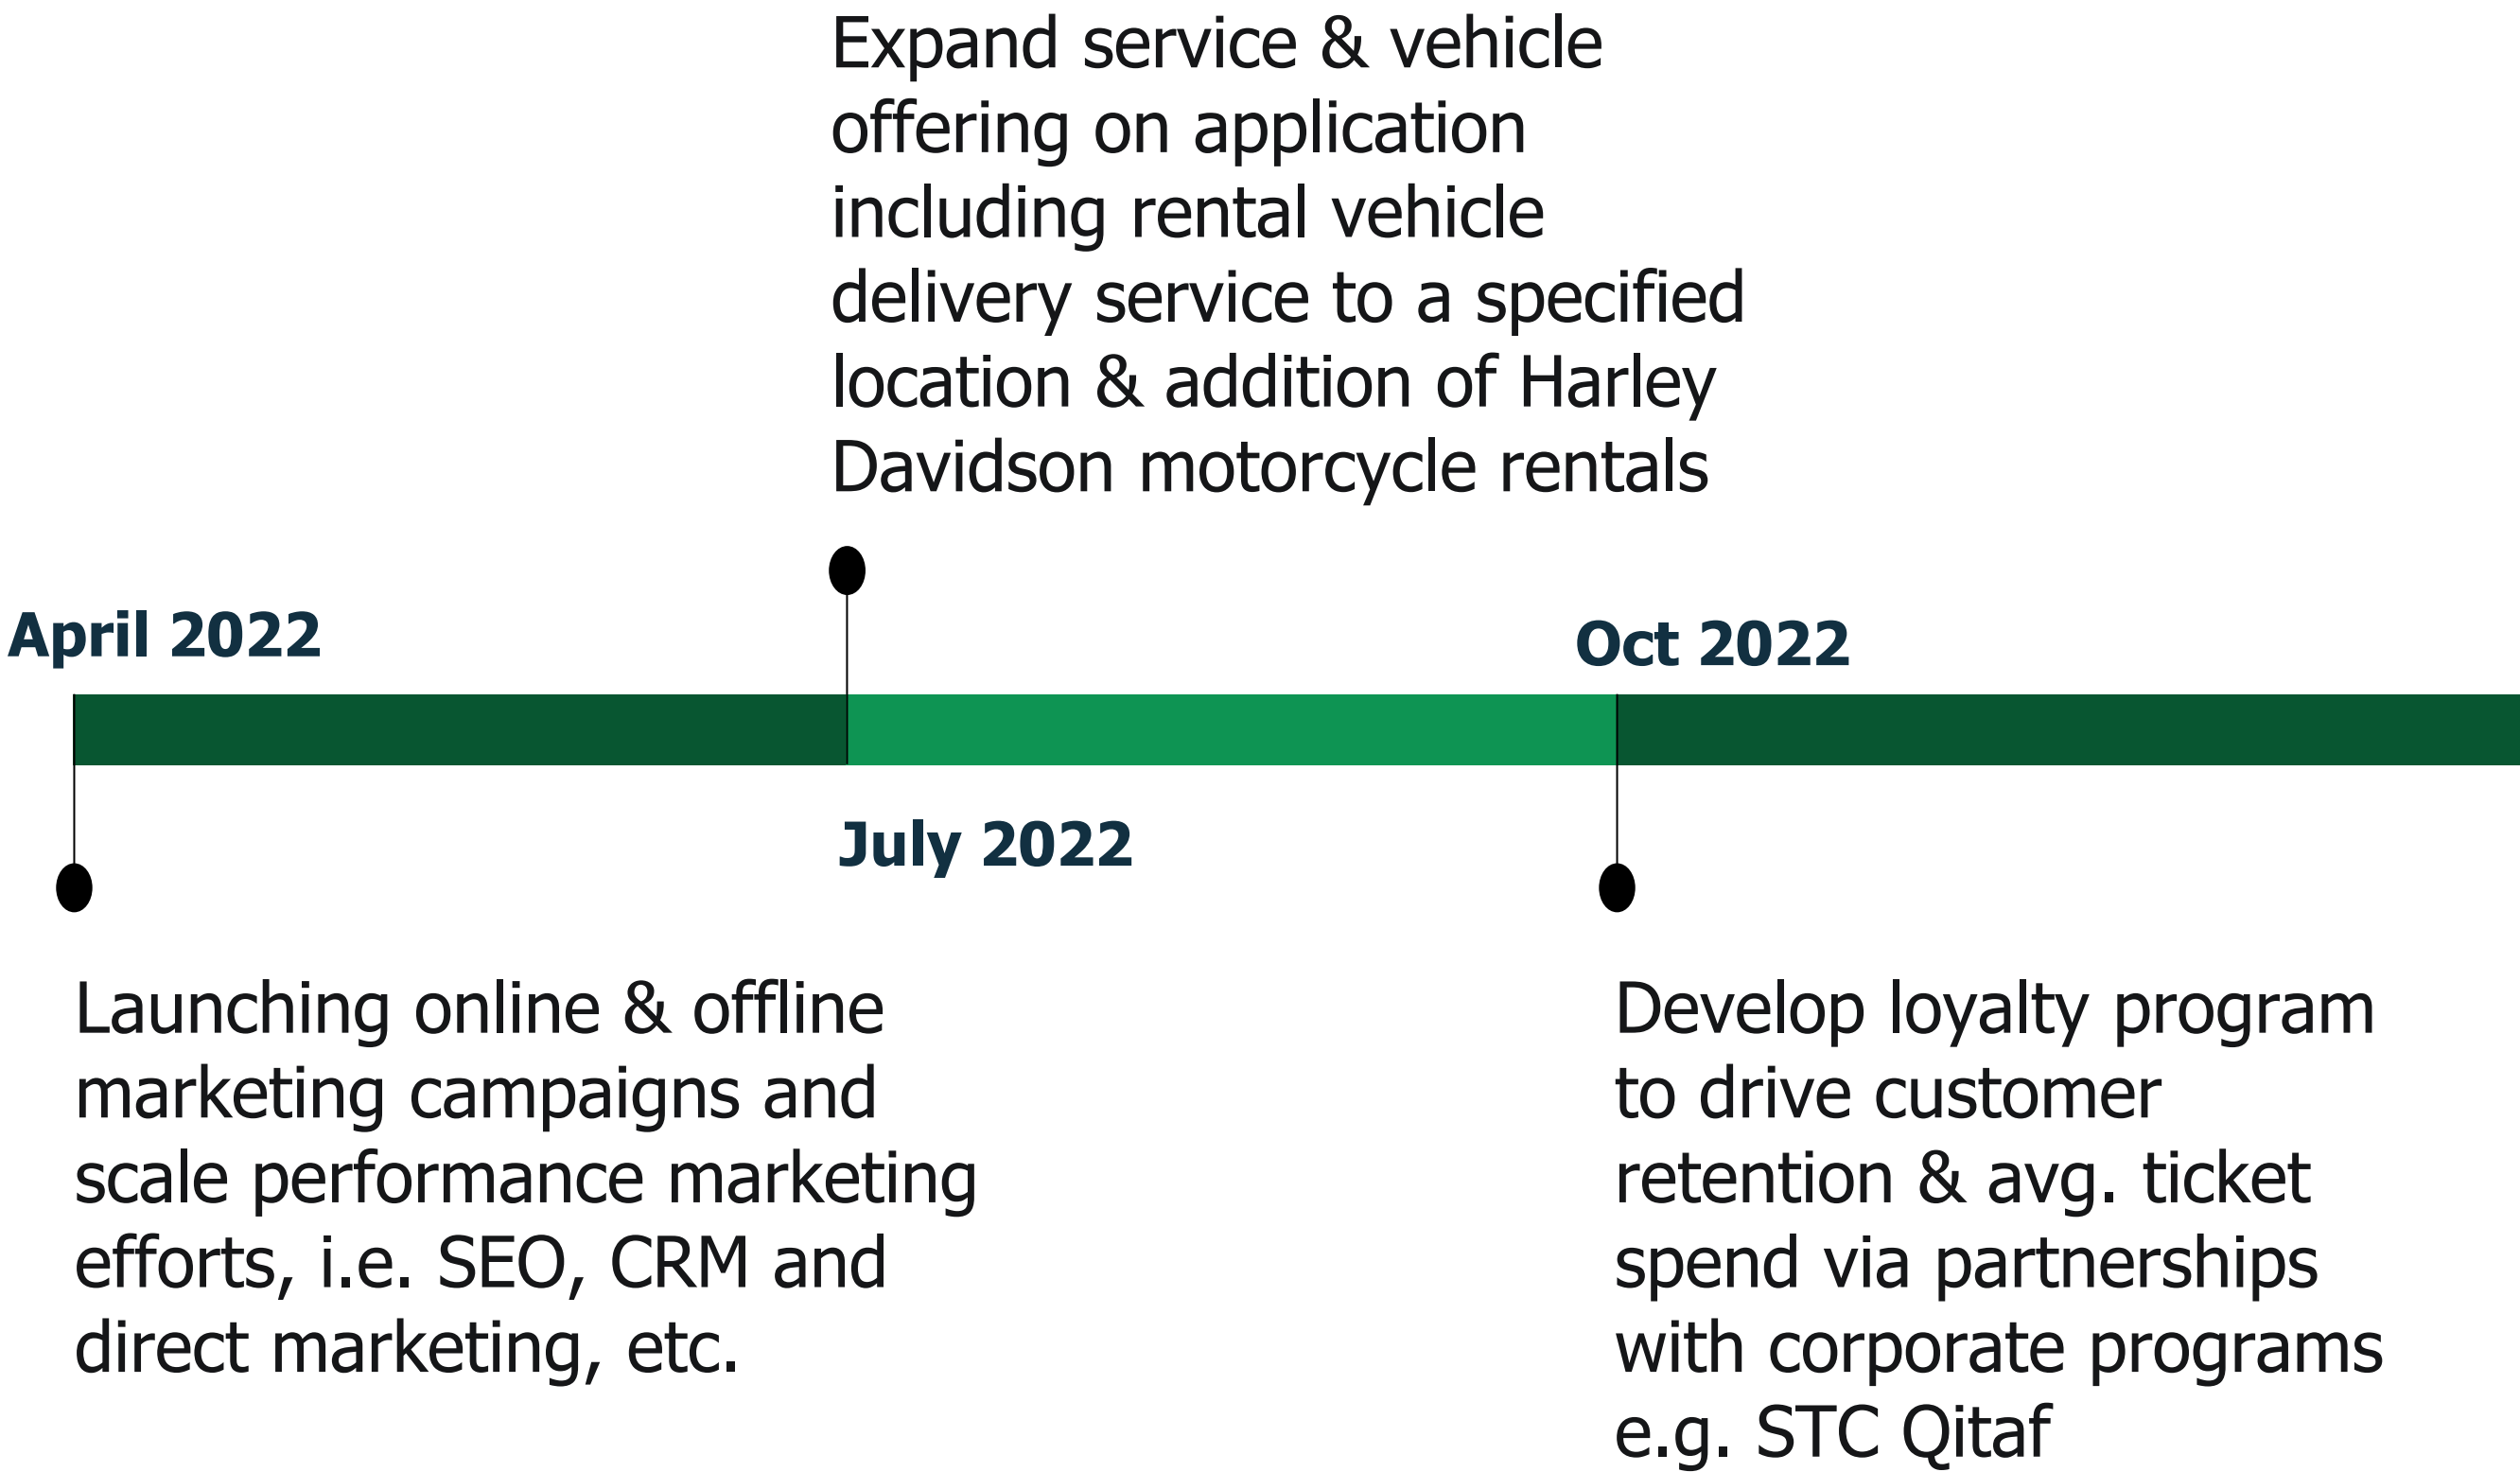 Expand service & vehicle
offering on application
including rental vehicle
delivery service to a specified
location & addition of Harley
Davidson motorcycle rentals
April 2022
Oct 2022
July 2022
Launching online & offline
marketing campaigns and
scale performance marketing
efforts, i.e. SEO, CRM and
direct marketing, etc.
Develop loyalty program
to drive customer
retention & avg. ticket
spend via partnerships
with corporate programs
e.g. STC Qitaf